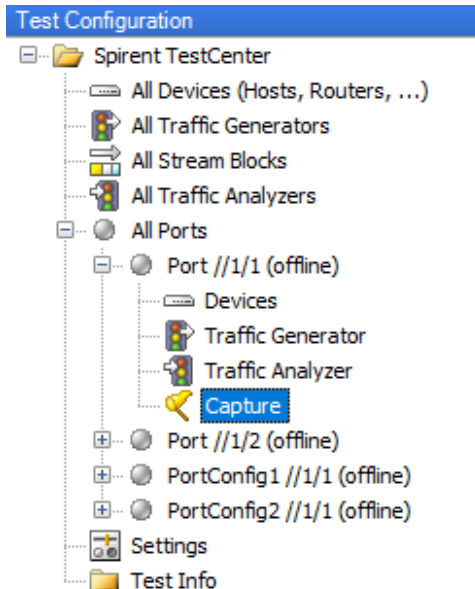 Test Configuration
Spirent TestCenter
All Devices (Hosts, Routers, ...)
All Traffic Generators
All Stream Blocks
All Traffic Analyzers
All Ports
Port //1/1 (offline)
Devices
Traffic Generator
Traffic Analyzer
Capture
Port //1/2 (offline)
PortConfig1 //1/1 (offline)
PortConfig2 //1/1 (offline)
Settings
Test Info